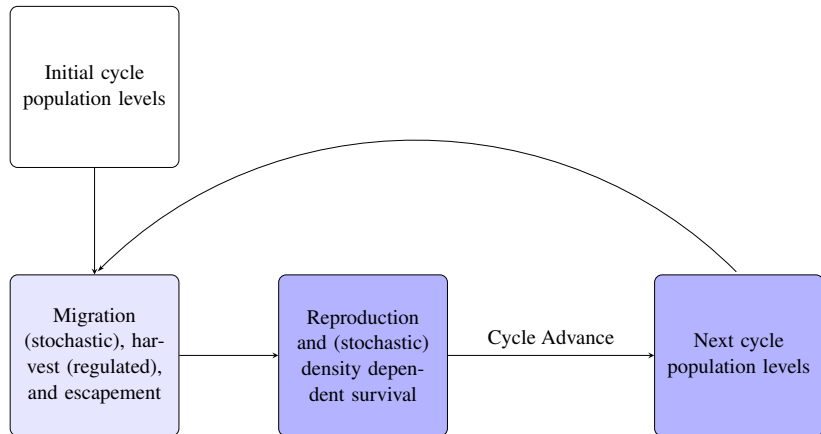 Initial cycle
population levels
Migration
(stochastic), har-
vest (regulated),
and escapement
Reproduction
and (stochastic)
density depen-
dent survival
Cycle Advance
Next cycle
population levels